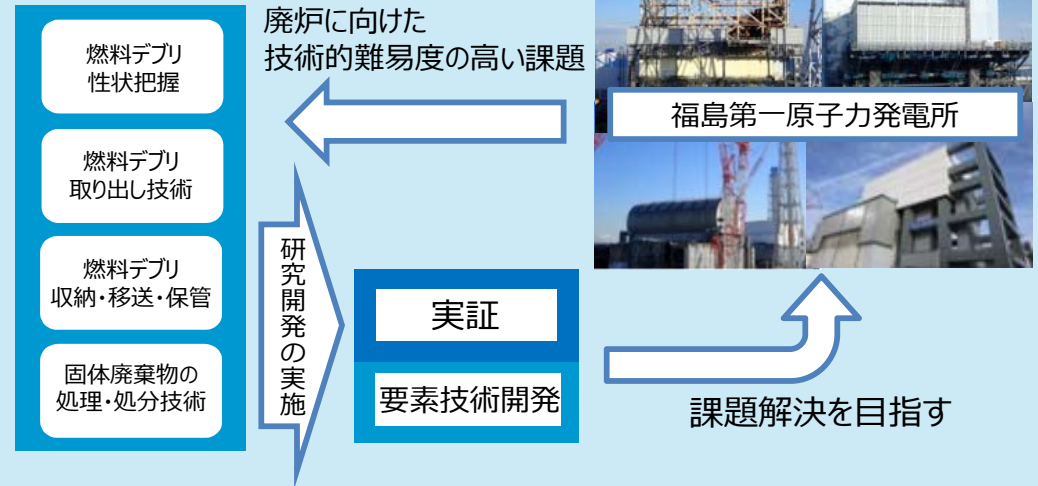 燃料デブリ
性状把握
燃料デブリ
取り出し技術
燃料デブリ
収納・移送・保管
固体廃棄物の
処理・処分技術
廃炉に向けた
技術的難易度の高い課題
福島第一原子力発電所
研究開発の実施
実証
要素技術開発
課題解決を目指す